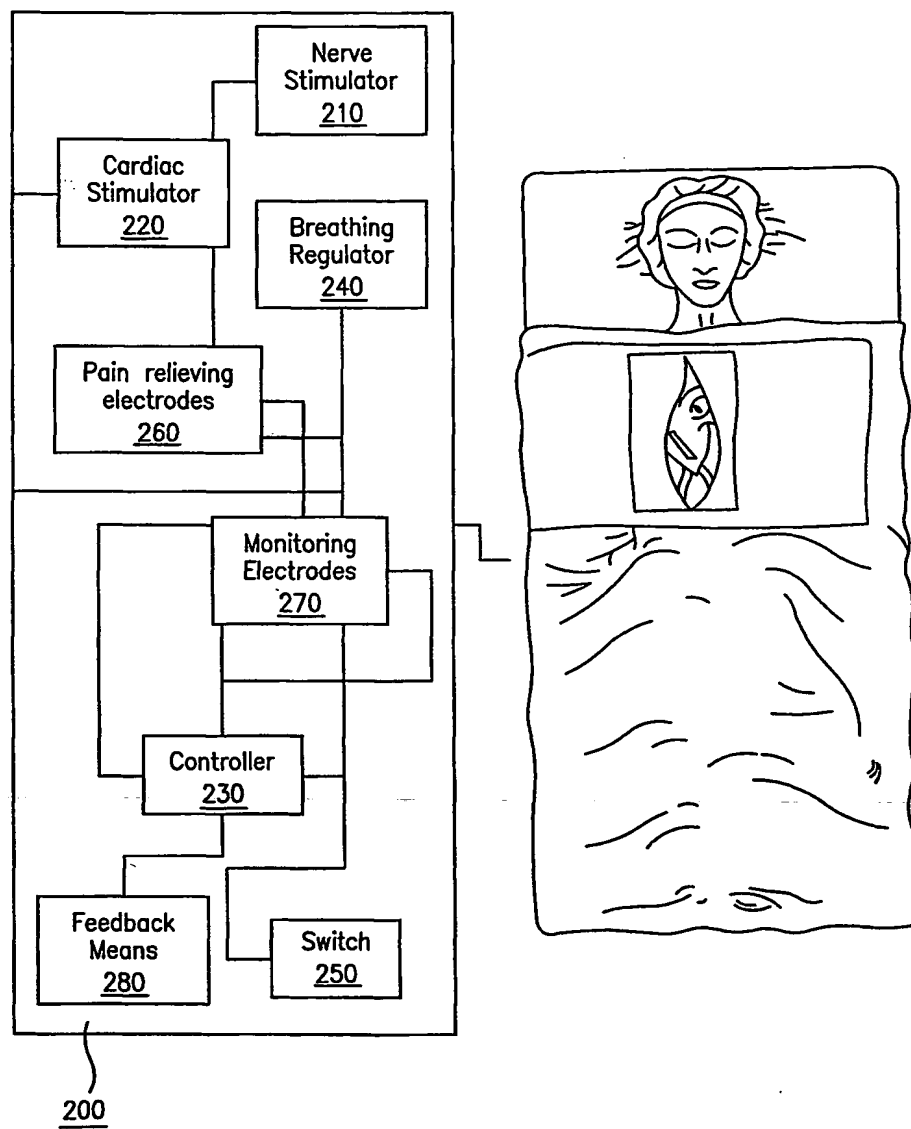 Nerve
Stimulator
210
Cardiac
Stimulator
220
Breathing
Regulator
240
Pain relieving
electrodes
260
Monitoring
Electrodes
270
Controller
230
Feedback
Means
280
Switch
250
200